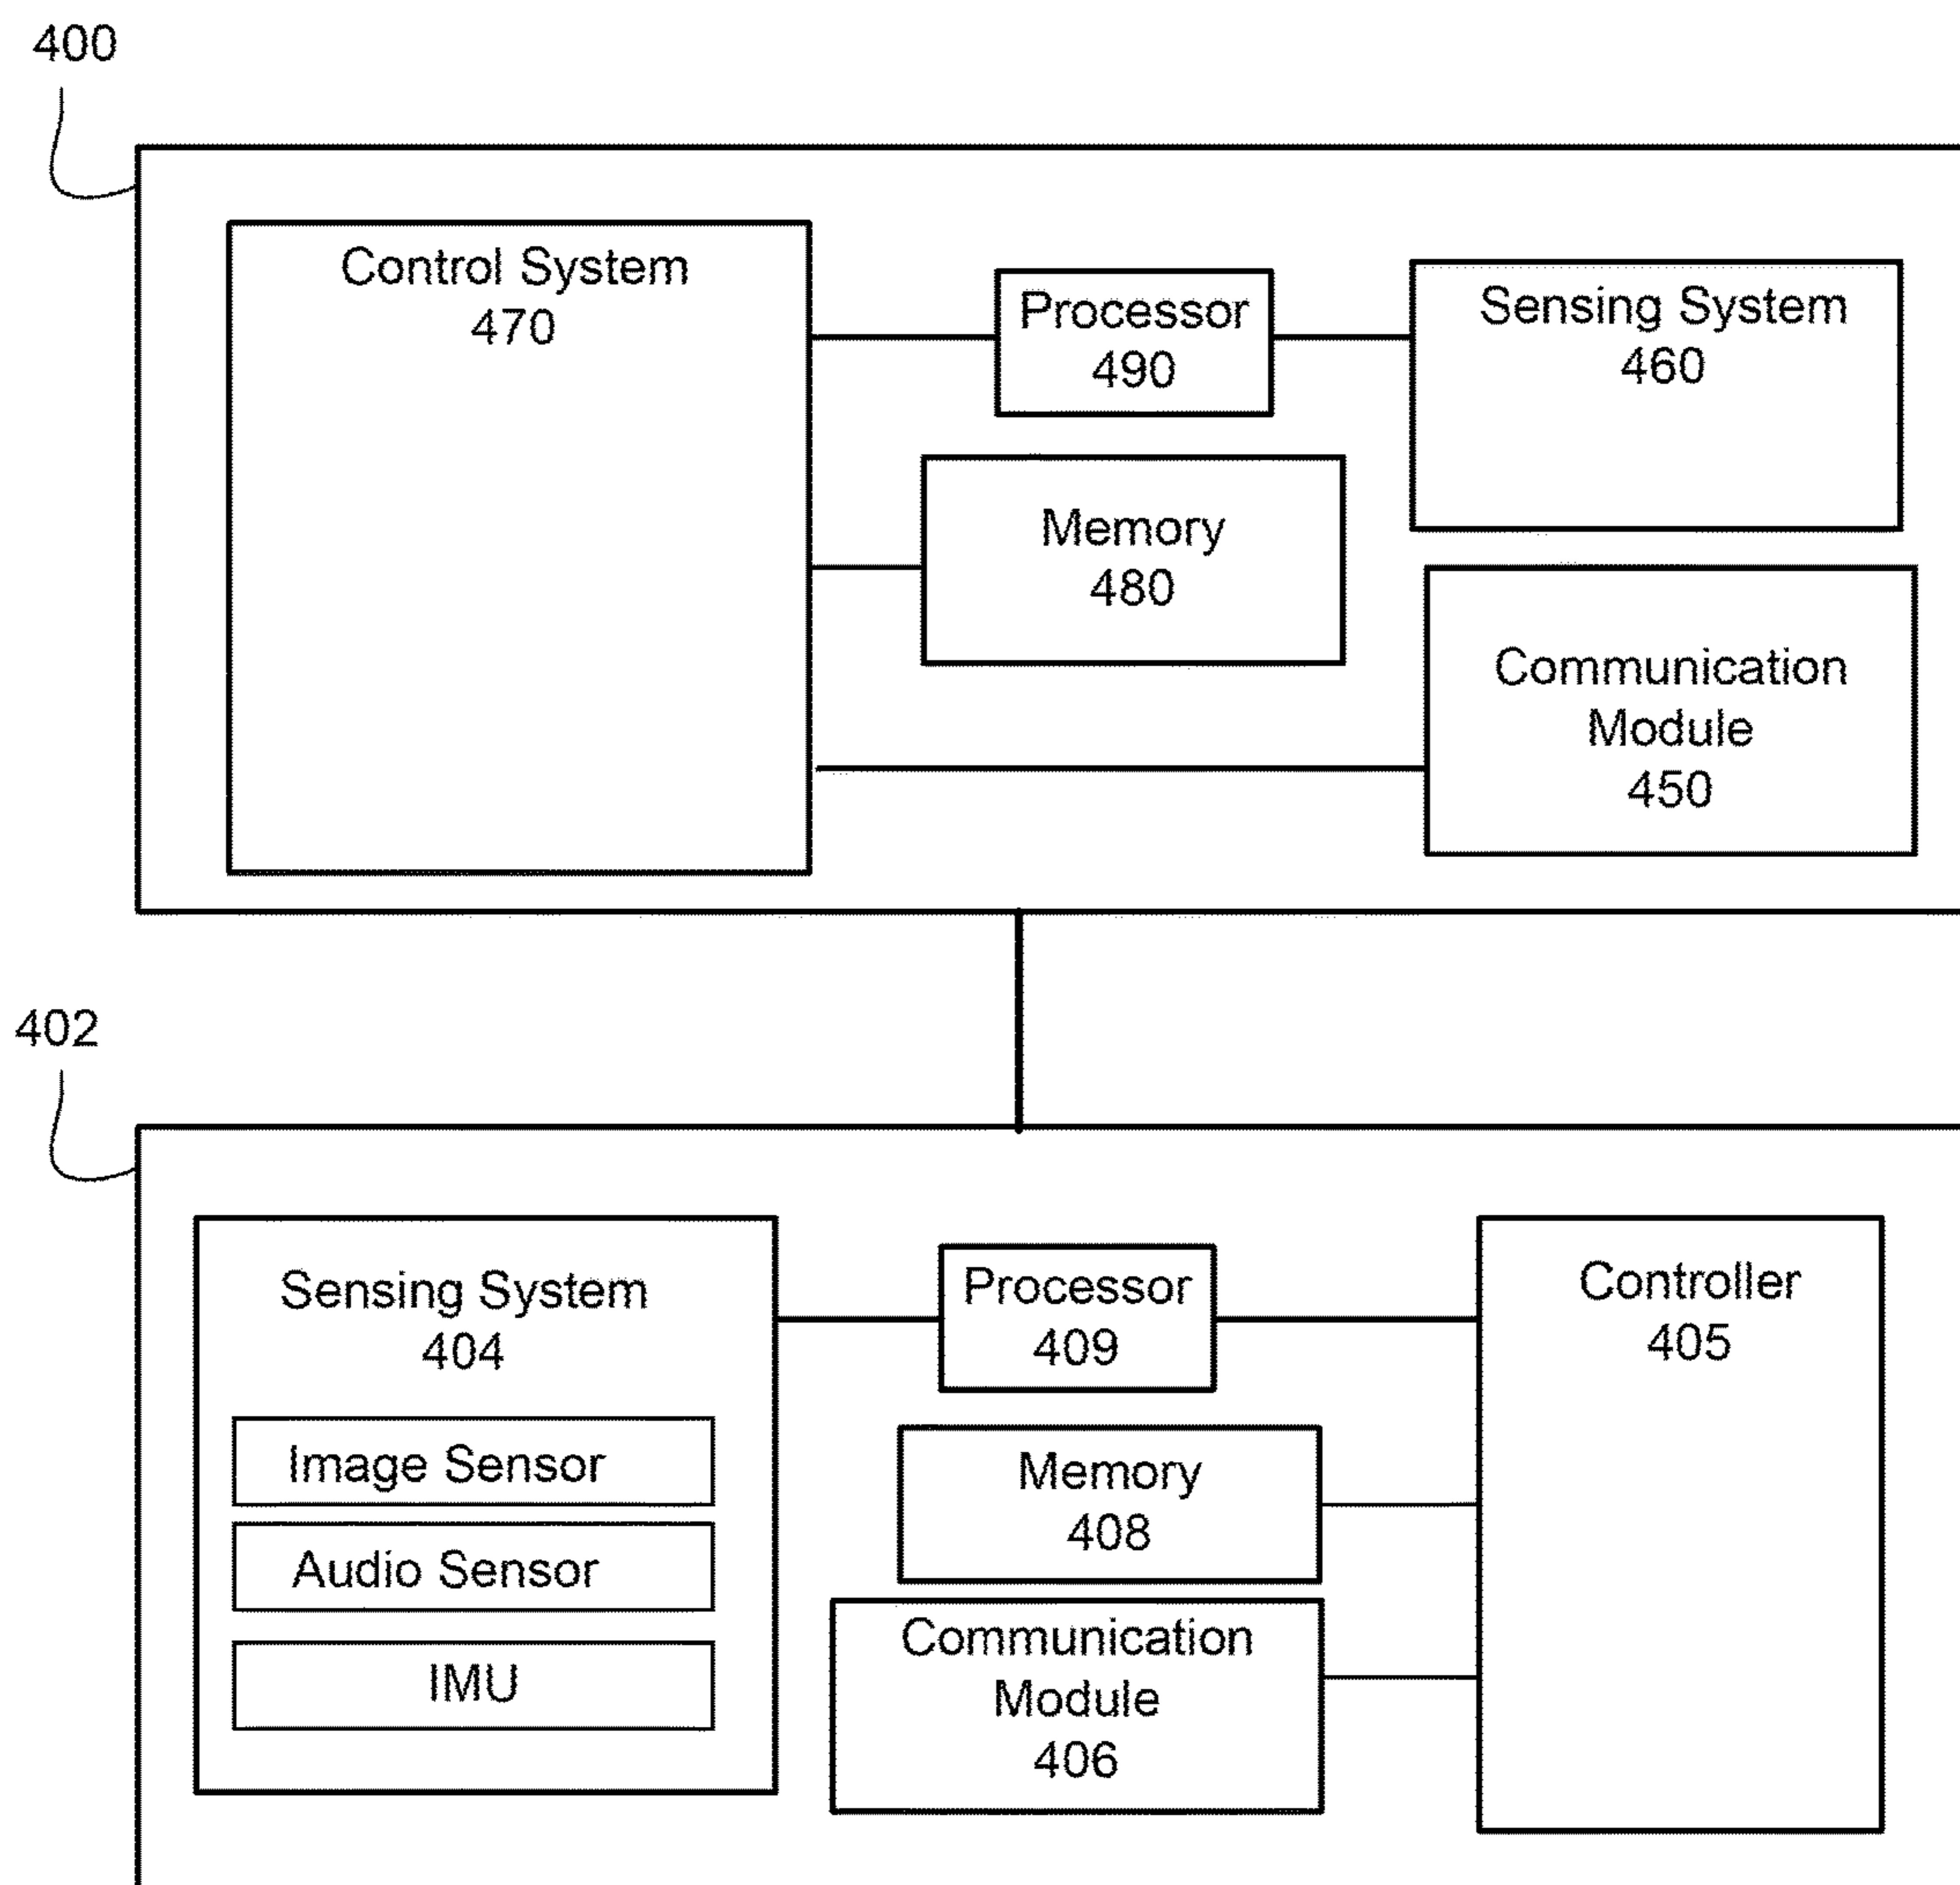 400
Control System
470
Processor
490
Sensing System
460
Memory
480
Communication
Module
450
402
Sensing System
404
Image Sensor
Audio Sensor
IMU
Processor
409
Memory
408
Communication
Module
406
Controller
405